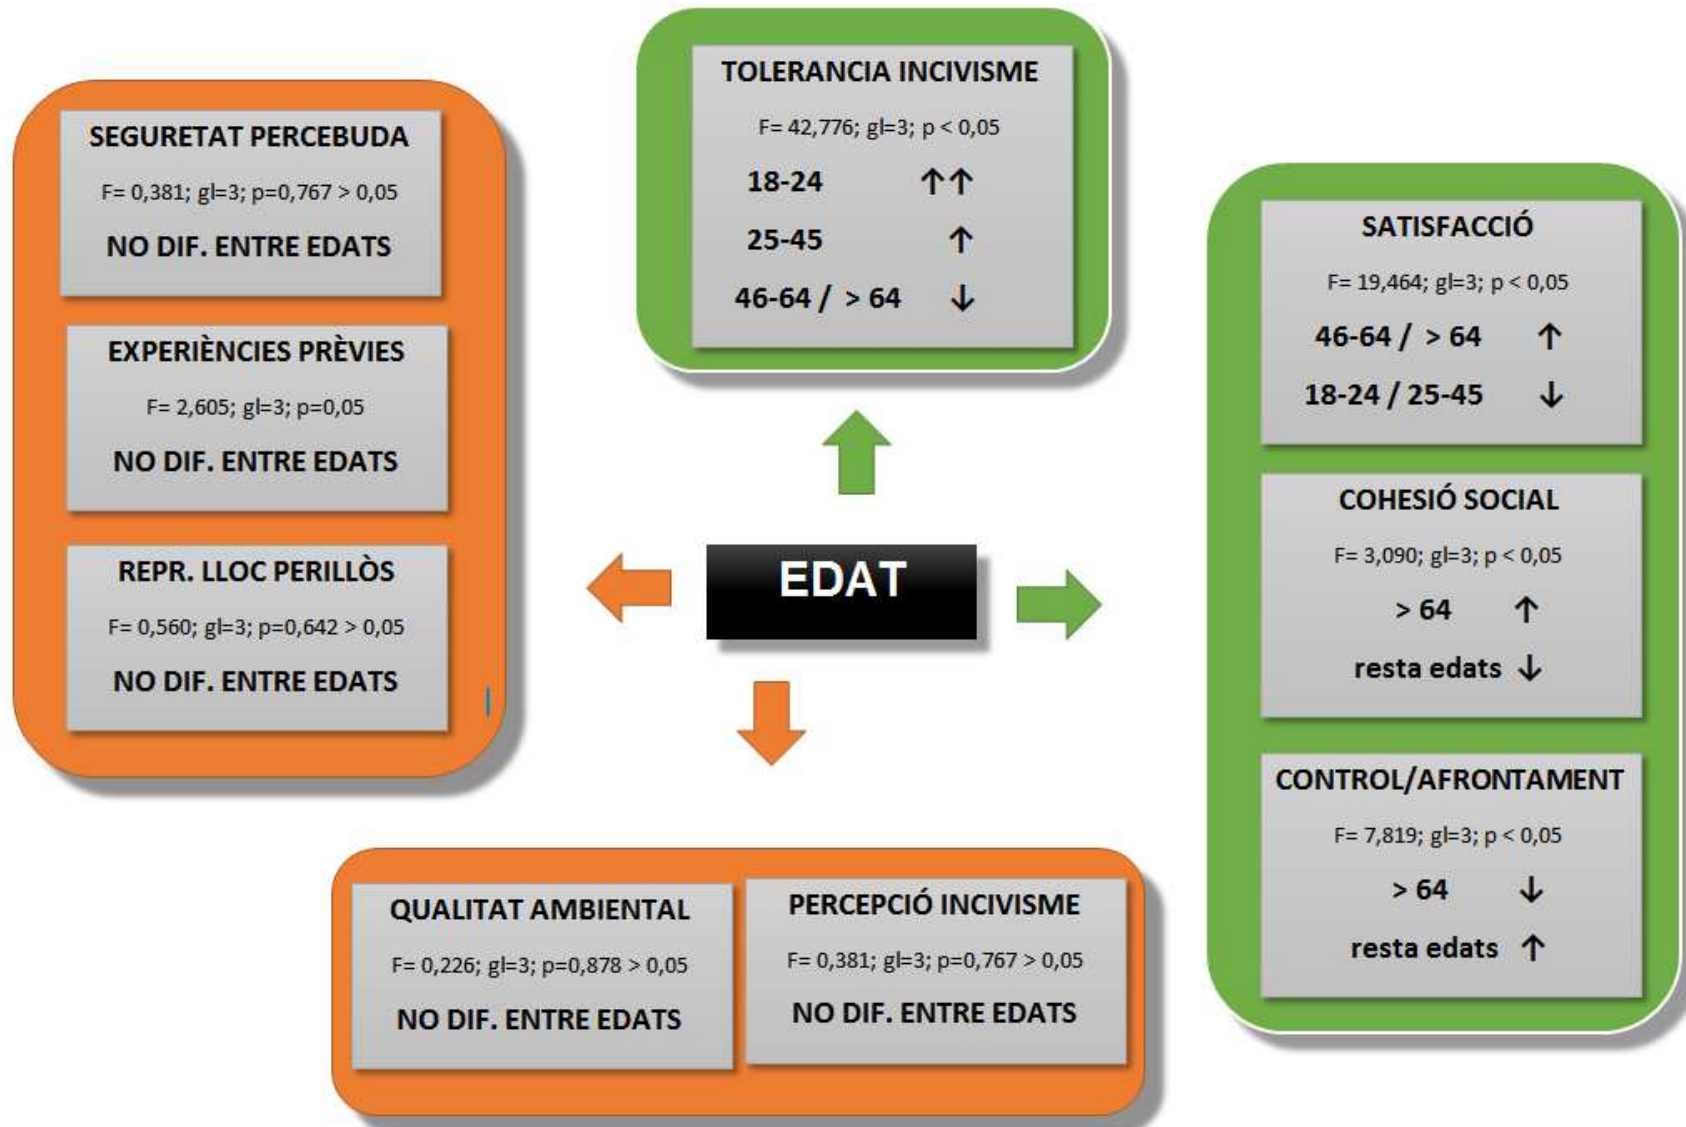 TOLERANCIA INCIVISME
F= 42,776; gl=3; p < 0,05
18-24 ↑↑
25-45 ↑
46-64 / > 64 ↓
SEGURETAT PERCEBUDA
F= 0,381; gl=3; p=0,767 > 0,05
NO DIF. ENTRE EDATS
EXPERIÈNCIES PRÈVIES
F= 2,605; gl=3; p=0,05
NO DIF. ENTRE EDATS
REPR. LLOC PERILLÒS
F= 0,560; gl=3; p=0,642 > 0,05
NO DIF. ENTRE EDATS
EDAT
SATISFACCIÓ
F= 19,464; gl=3; p < 0,05
46-64 / > 64 ↑
18-24 / 25-45 ↓
COHESIÓ SOCIAL
F= 3,090; gl=3; p < 0,05
> 64 ↑
resta edats ↓
CONTROL/AFRONTAMENT
F= 7,819; gl=3; p < 0,05
> 64 ↓
resta edats ↑
QUALITAT AMBIENTAL
F= 0,226; gl=3; p=0,878 > 0,05
NO DIF. ENTRE EDATS
PERCEPCIÓ INCIVISME
F= 0,381; gl=3; p=0,767 > 0,05
NO DIF. ENTRE EDATS